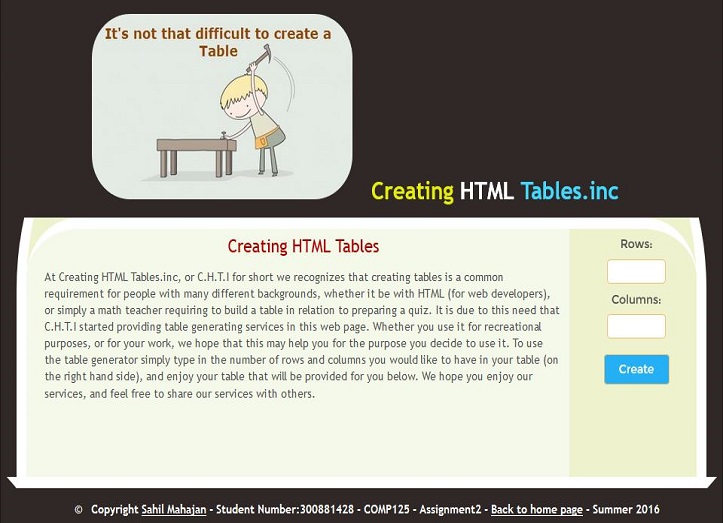 It's not that difficult to create a
Table
Creating HTML Tables.inc
Creating HTML Tables
At Creating HTML Tables.inc, or C.H.T.I for short we recognizes that creating tables is a common
requirement for people with many different backgrounds, whether it be with HTML (for web developers),
or simply a math teacher requiring to build a table in relation to preparing a quiz. It is due to this need that
C.H.T.I started providing table generating services in this web page. Whether you use it for recreational
purposes, or for your work, we hope that this may help you for the purpose you decide to use it. To use
the table generator simply type in the number of rows and columns you would like to have in your table (on
the right hand side), and enjoy your table that will be provided for you below. We hope you enjoy our
services, and feel free to share our services with others.
Rows:
Columns:
Create
© Copyright Sahil Mahajan - Student Number:300881428 - COMP125 - Assignment2 - Back to home page - Summer 2016